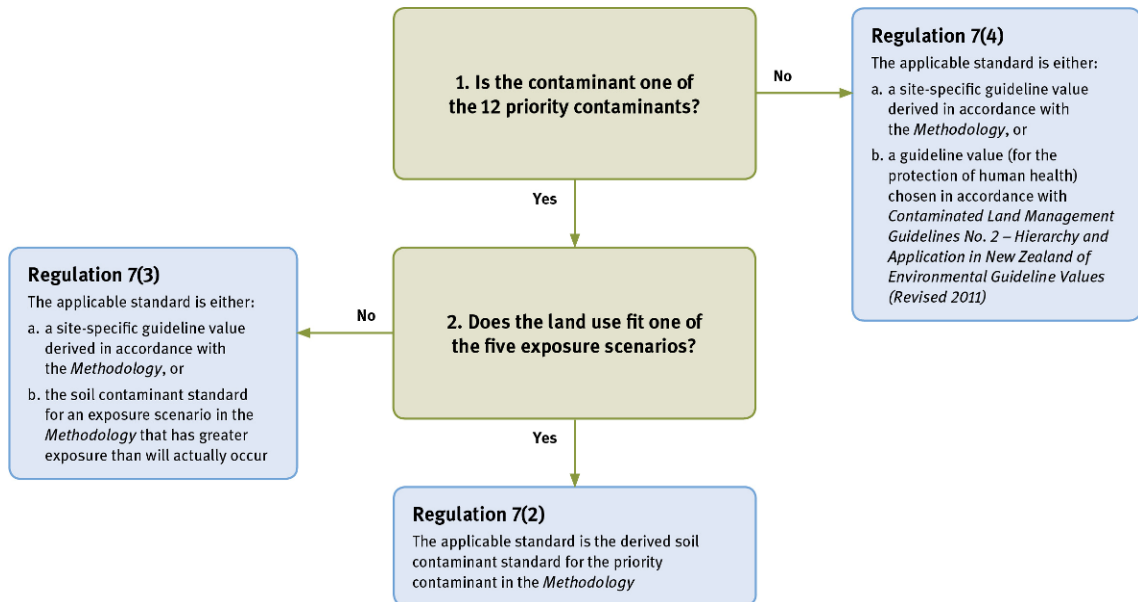 1. Is the contaminant one of
the 12 priority contaminants?
No
Regulation 7(4)
The applicable standard is either:
a. a site-specific guideline value
derived in accordance with
the Methodology, or
b. a guideline value (for the
protection of human health)
chosen in accordance with
Contaminated Land Management
Guidelines No. 2 – Hierarchy and
Application in New Zealand of
Environmental Guideline Values
(Revised 2011)
Yes
2. Does the land use fit one of
the five exposure scenarios?
No
Regulation 7(3)
The applicable standard is either:
a. a site-specific guideline value
derived in accordance with
the Methodology, or
b. the soil contaminant standard
for an exposure scenario in the
Methodology that has greater
exposure than will actually occur
Yes
Regulation 7(2)
The applicable standard is the derived soil
contaminant standard for the priority
contaminant in the Methodology